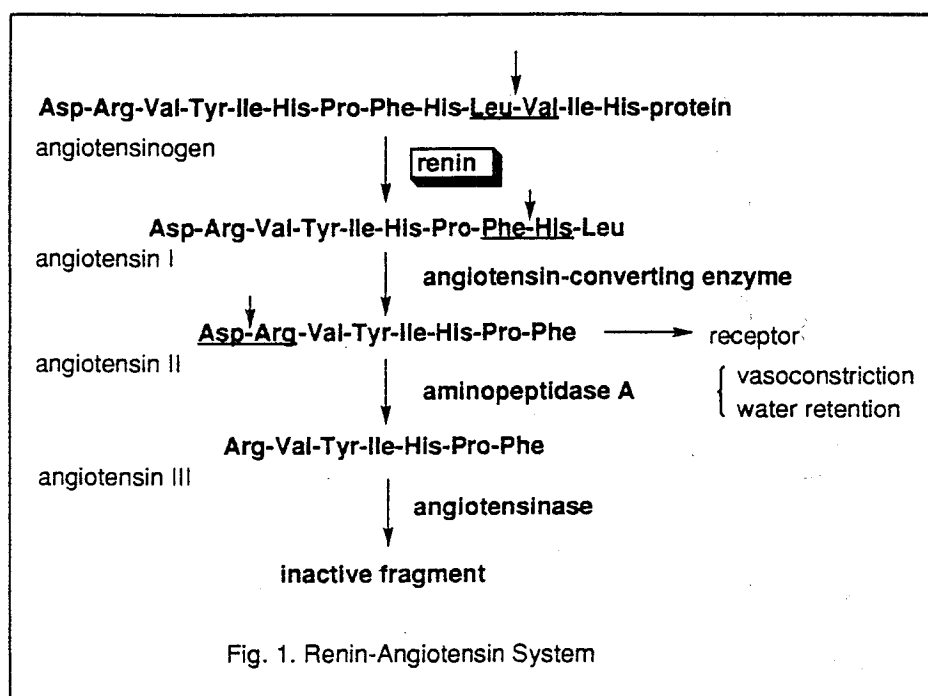 Asp-Arg-Val-Tyr-Ile-His-Pro-Phe-His-Leu-Val-Ile-His-protein
angiotensinogen
renin
Asp-Arg-Val-Tyr-Ile-His-Pro-Phe-His-Leu
angiotensin I
angiotensin-converting enzyme
Asp-Arg-Val-Tyr-Ile-His-Pro-Phe
receptor
angiotensin II
vasoconstriction
water retention
aminopeptidase A
Arg-Val-Tyr-Ile-His-Pro-Phe
angiotensin III
angiotensinase
inactive fragment
Fig. 1. Renin-Angiotensin System